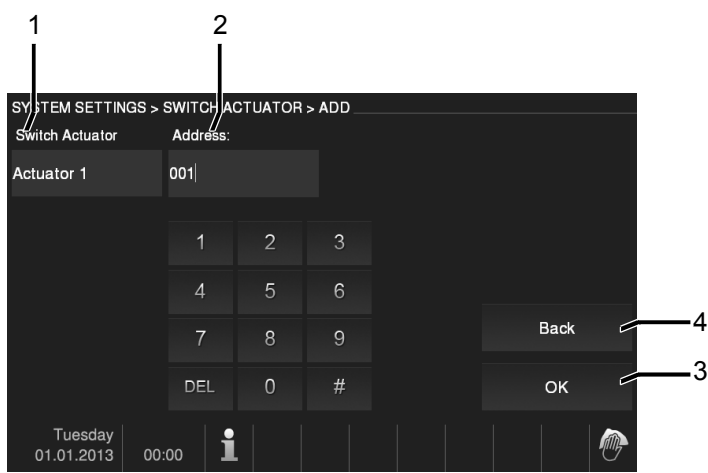 1 2
SYSTEM SETTINGS > SWITCH ACTUATOR > ADD
Switch Actuator Address:
Actuator 1 001
1 2 3
4 5 6
7 8 9
Back 4
DEL 0 #
OK 3
Tuesday
01.01.2013 00:00 i